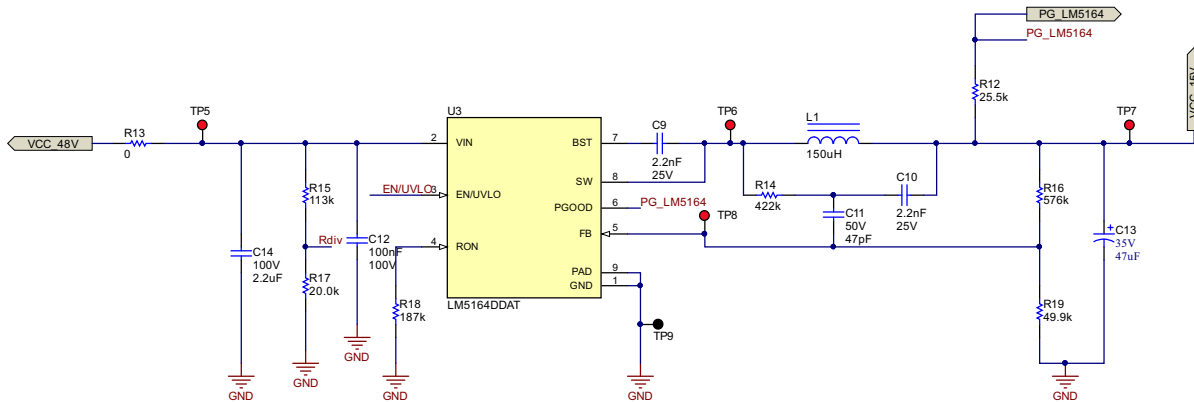 PG_LM5164
PG_LM5164
R12
25.5k
VCC_15V
TP5
TP6
TP7
U3
L1
150uH
VCC_48V
R13
0
2
VIN
BST
7
C9
2.2nF
25V
SW
8
EN/UVLO
3
EN/UVLO
PGOOD
6
PG_LM5164
R15
113k
R14
422k
C10
2.2nF
25V
R16
576k
TP8
C11
50V
47pF
FB
5
Rdiv
C12
100nF
100V
4
RON
C13
35V
47uF
C14
100V
2.2uF
R17
20.0k
PAD
9
GND
1
R18
187k
LM5164DDAT
R19
49.9k
TP9
GND
GND
GND
GND
GND
GND